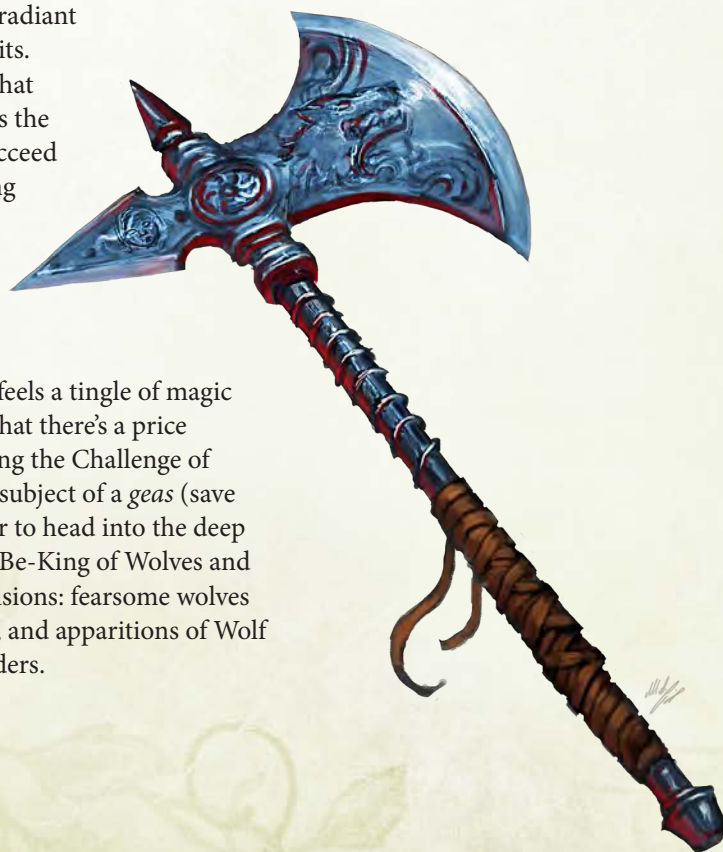 radiant
its.
hat
s the
cceed
ng
feels a tingle of magic
hat there's a price
ng the Challenge of
subject of a geas (save
r to head into the deep
Be-King of Wolves and
sions: fearsome wolves
, and apparitions of Wolf
ders.